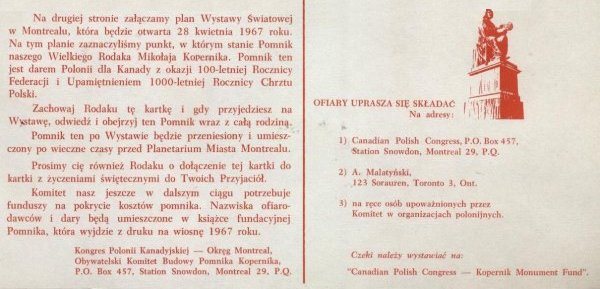 Na drugiej stronie załączamy plan Wystawy Światowej
w Montrealu, która będzie otwarta 28 kwietnia 1967 roku.
Na tym planie zaznaczyliśmy punkt, w którym stanie Pomnik
naszego Wielkiego Rodaka Mikołaja Kopernika. Pomnik ten
jest darem Polonii dla Kanady z okazji 100-letniej Rocznicy
Federacji i Upamiętnieniem 1000-letniej Rocznicy Chrztu
Polski.
Zachowaj Rodaku tę kartkę i gdy przyjedziesz na
Wystawę, odwiedź i obejrzyj ten Pomnik wraz z całą rodziną.
Pomnik ten po Wystawie będzie przeniesiony i umiesz-
czony po wieczne czasy przed Planetarium Miasta Montrealu.
Prosimy cię również Rodaku o dołączenie tej kartki do
kartki z życzeniami świętecznymi do Twoich Przyjaciół.
Komitet nasz jeszcze w dalszym ciągu potrzebuje
funduszy na pokrycie kosztów pomnika. Nazwiska ofiaro-
dawców i dary będą umieszczone w książce fundacyjnej
Pomnika, która wyjdzie z druku na wiosnę 1967 roku.
Kongres Polonii Kanadyjskiej — Okręg Montreal,
Obywatelski Komitet Budowy Pomnika Kopernika,
P.O. Box 457, Station Snowdon, Montreal 29, P.Q.
OFIARY UPRASZA SIĘ SKŁADAĆ
Na adresy:
1) Canadian Polish Congress, P.O. Box 457,
Station Snowdon, Montreal 29, P.Q.
2) A. Malatyński,
123 Sorauren, Toronto 3, Ont.
3) na ręce osób upoważnionych przez
Komitet w organizacjach polonijnych.
Czeki należy wystawiać na:
"Canadian Polish Congress — Kopernik Monument Fund".